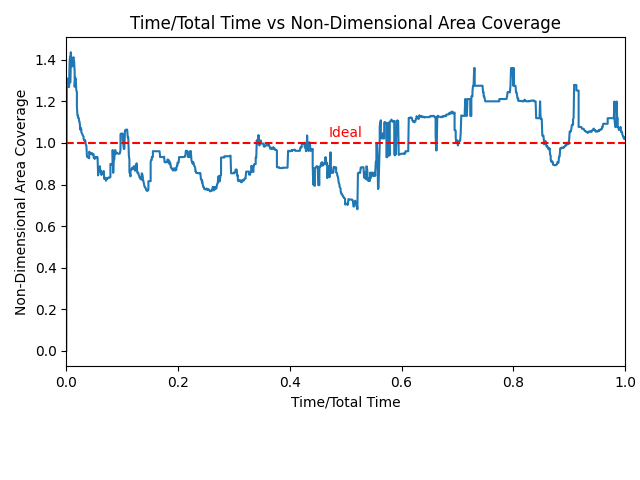 Time/Total Time vs Non-Dimensional Area Coverage
Non-Dimensional Area Coverage
1.4
1.2
1.0
0.8
0.6
0.4
0.2
0.0
Ideal
0.0 0.2 0.4 0.6 0.8 1.0
Time/Total Time